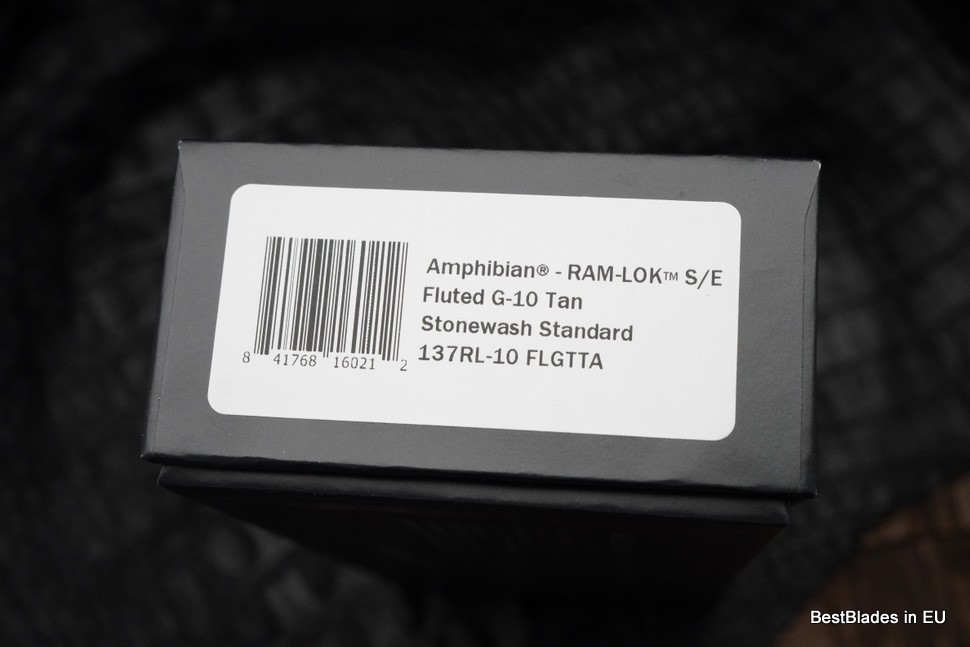 Amphibian® - RAM-LOK™ S/E
Fluted G-10 Tan
Stonewash Standard
137RL-10 FLGTTA
8 41768 16021 2
BestBlades in EU